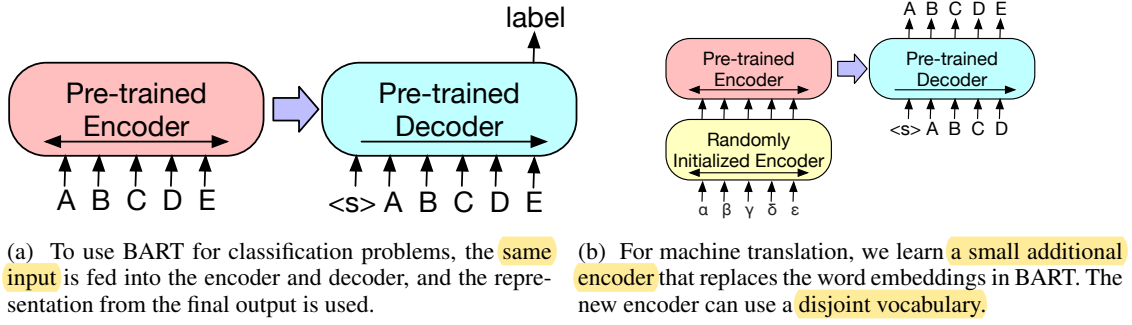 label
Pre-trained
Encoder
Pre-trained
Decoder
A B C D E
<s> A B C D E
(a) To use BART for classification problems, the same
input is fed into the encoder and decoder, and the repre-
sentation from the final output is used.
A B C D E
Pre-trained
Encoder
Pre-trained
Decoder
<s> A B C D
Randomly
Initialized Encoder
α β γ δ ε
(b) For machine translation, we learn a small additional
encoder that replaces the word embeddings in BART. The
new encoder can use a disjoint vocabulary.